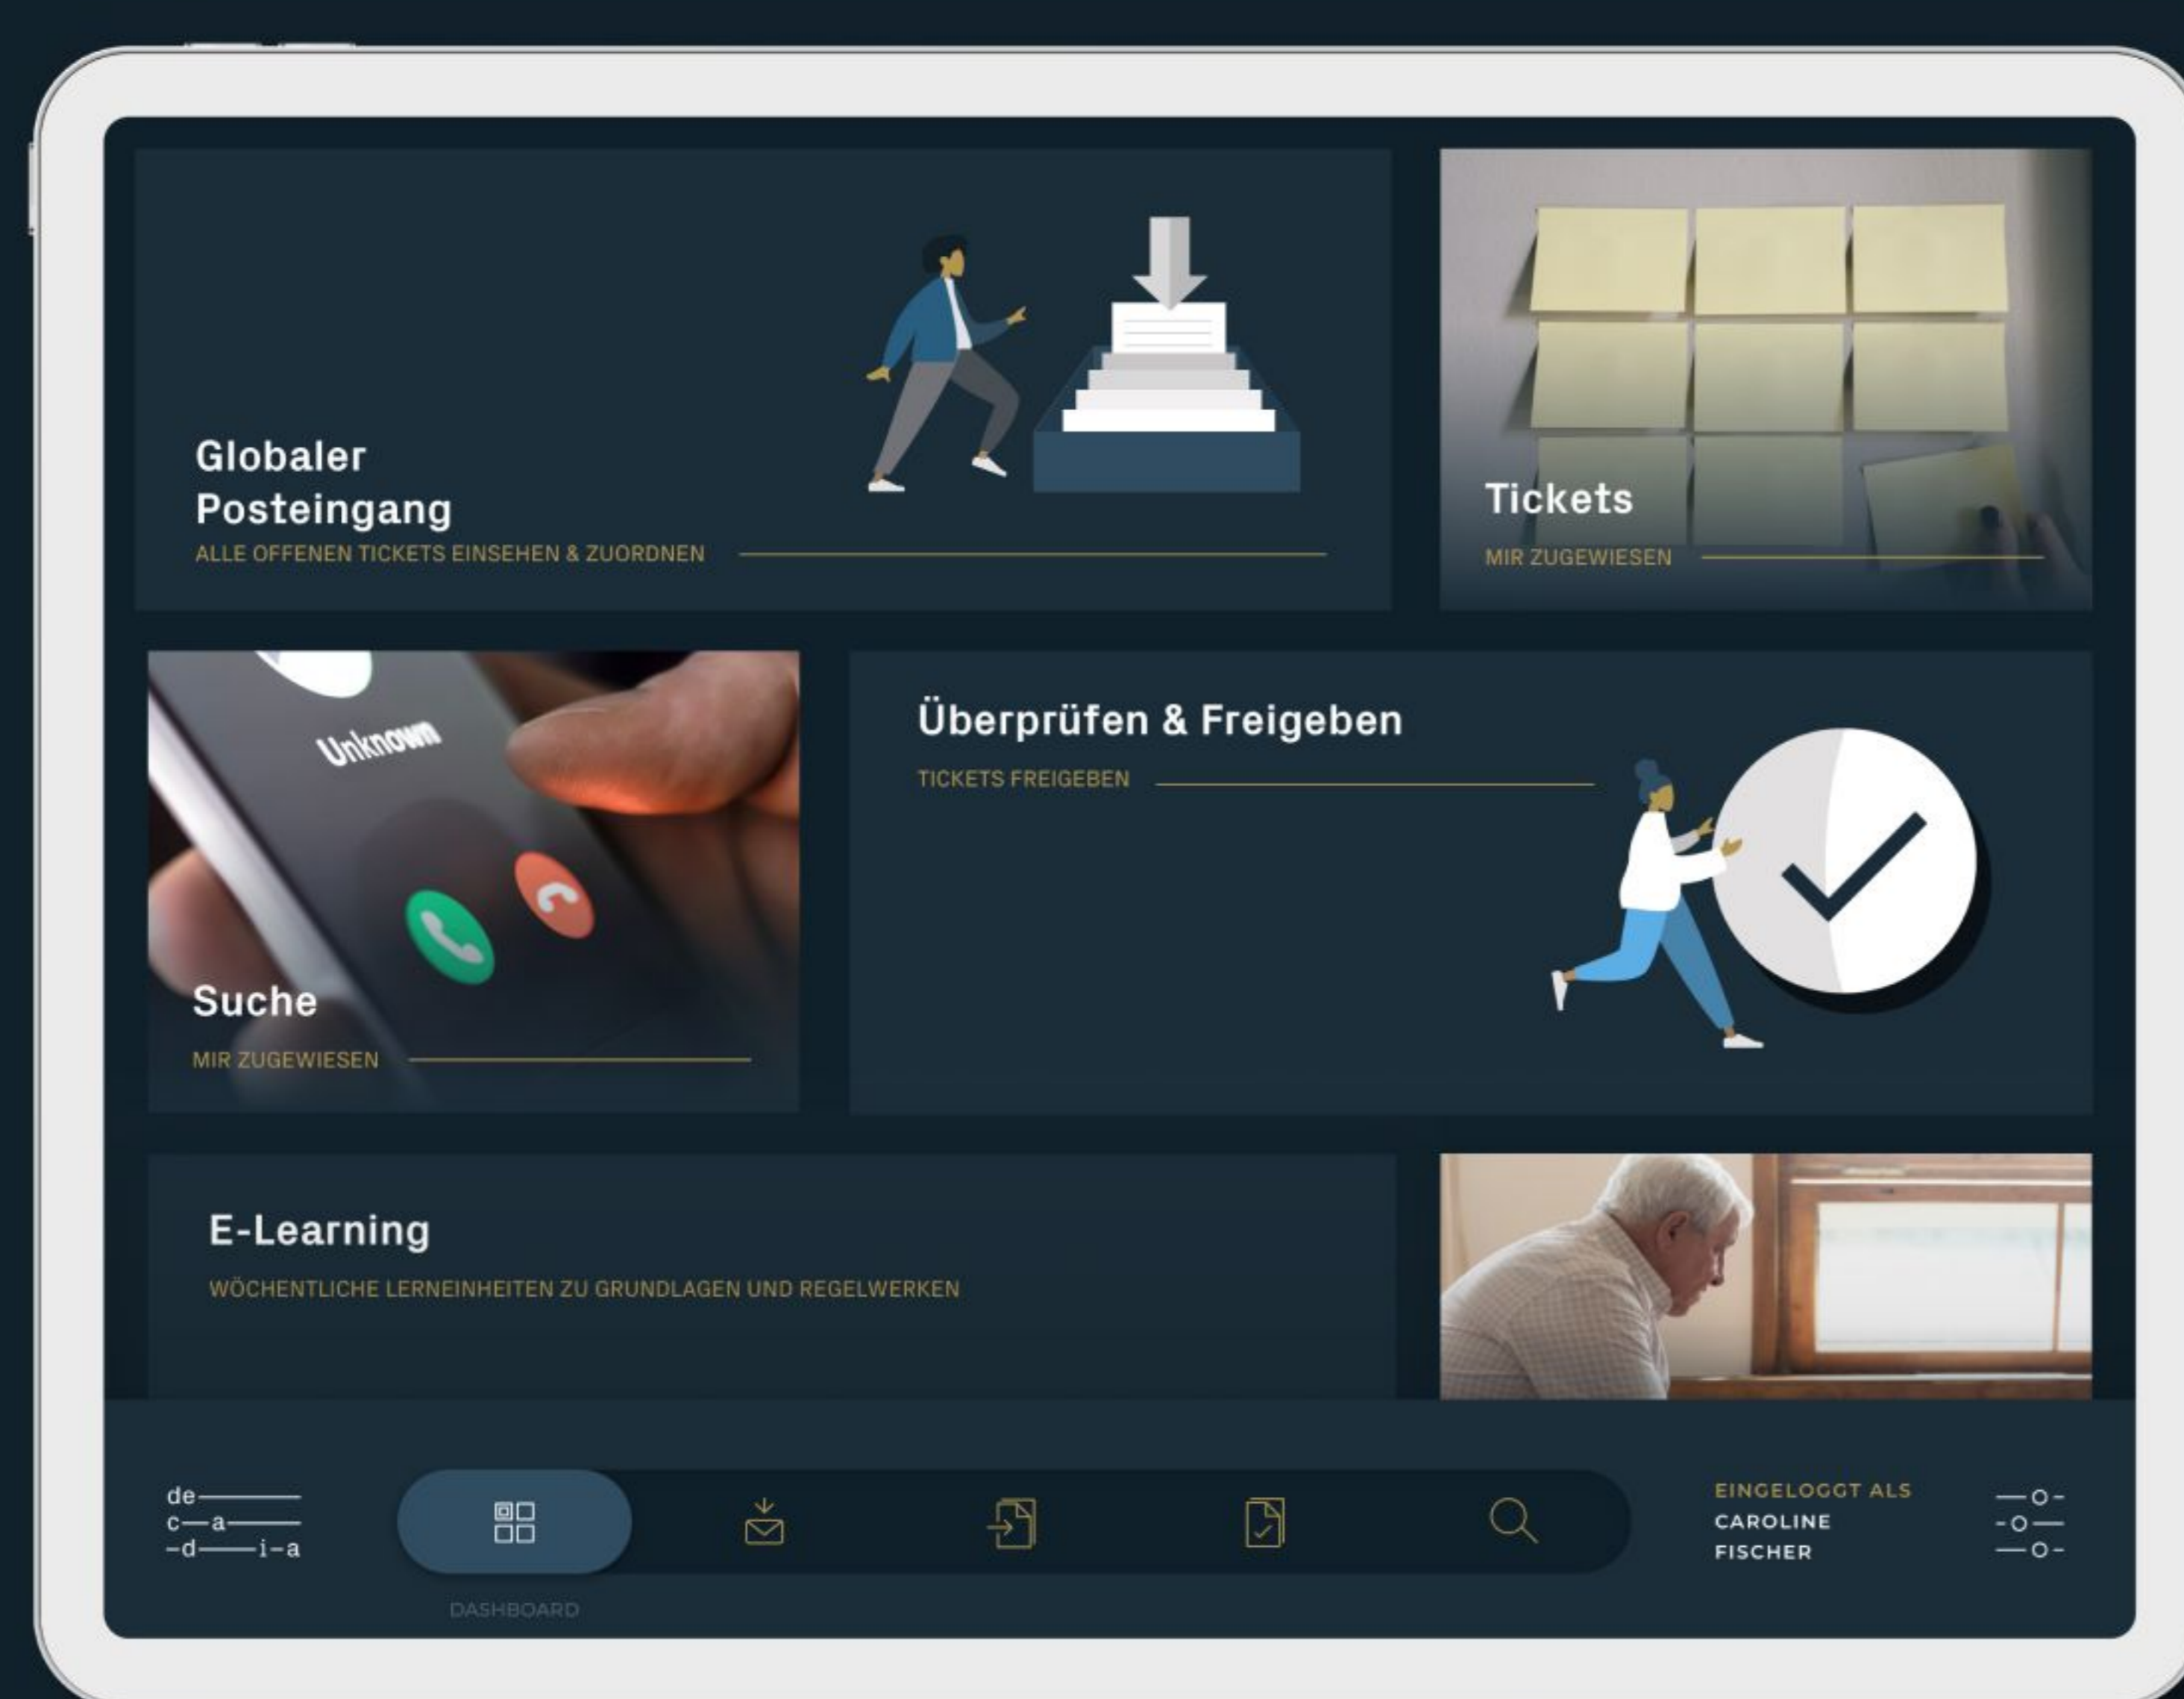 Globaler
Posteingang
ALLE OFFENEN TICKETS EINSEHEN & ZUORDNEN
Tickets
MIR ZUGEWIESEN
Unknown
Suche
MIR ZUGEWIESEN
Überprüfen & Freigeben
TICKETS FREIGEBEN
E-Learning
WÖCHENTLICHE LERNEINHEITEN ZU GRUNDLAGEN UND REGELWERKEN
de
c—a
-d—i-a
DASHBOARD
EINGELOGGT ALS
CAROLINE
FISCHER